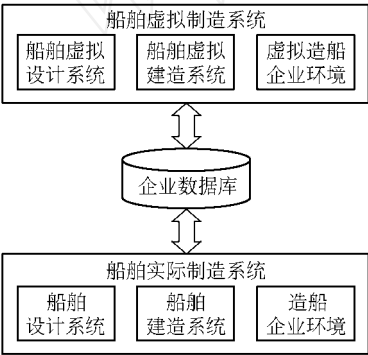 船舶虚拟制造系统
船舶虚拟
设计系统
船舶虚拟
建造系统
虚拟造船
企业环境
企业数据库
船舶实际制造系统
船舶
设计系统
船舶
建造系统
造船
企业环境